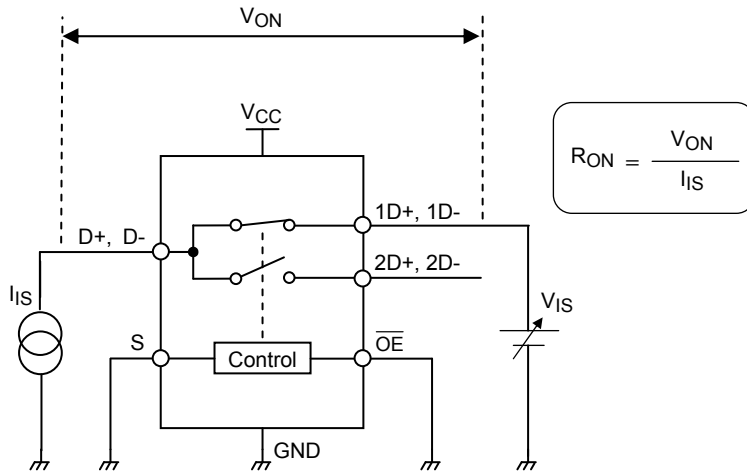 VON
VCC
RON = VON / IIS
1D+, 1D-
D+, D-
2D+, 2D-
IIS
VIS
S
Control
OE
GND